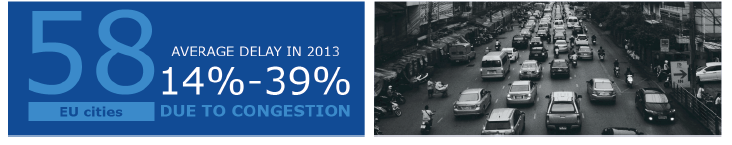 58
EU cities
AVERAGE DELAY IN 2013
14%-39%
DUE TO CONGESTION